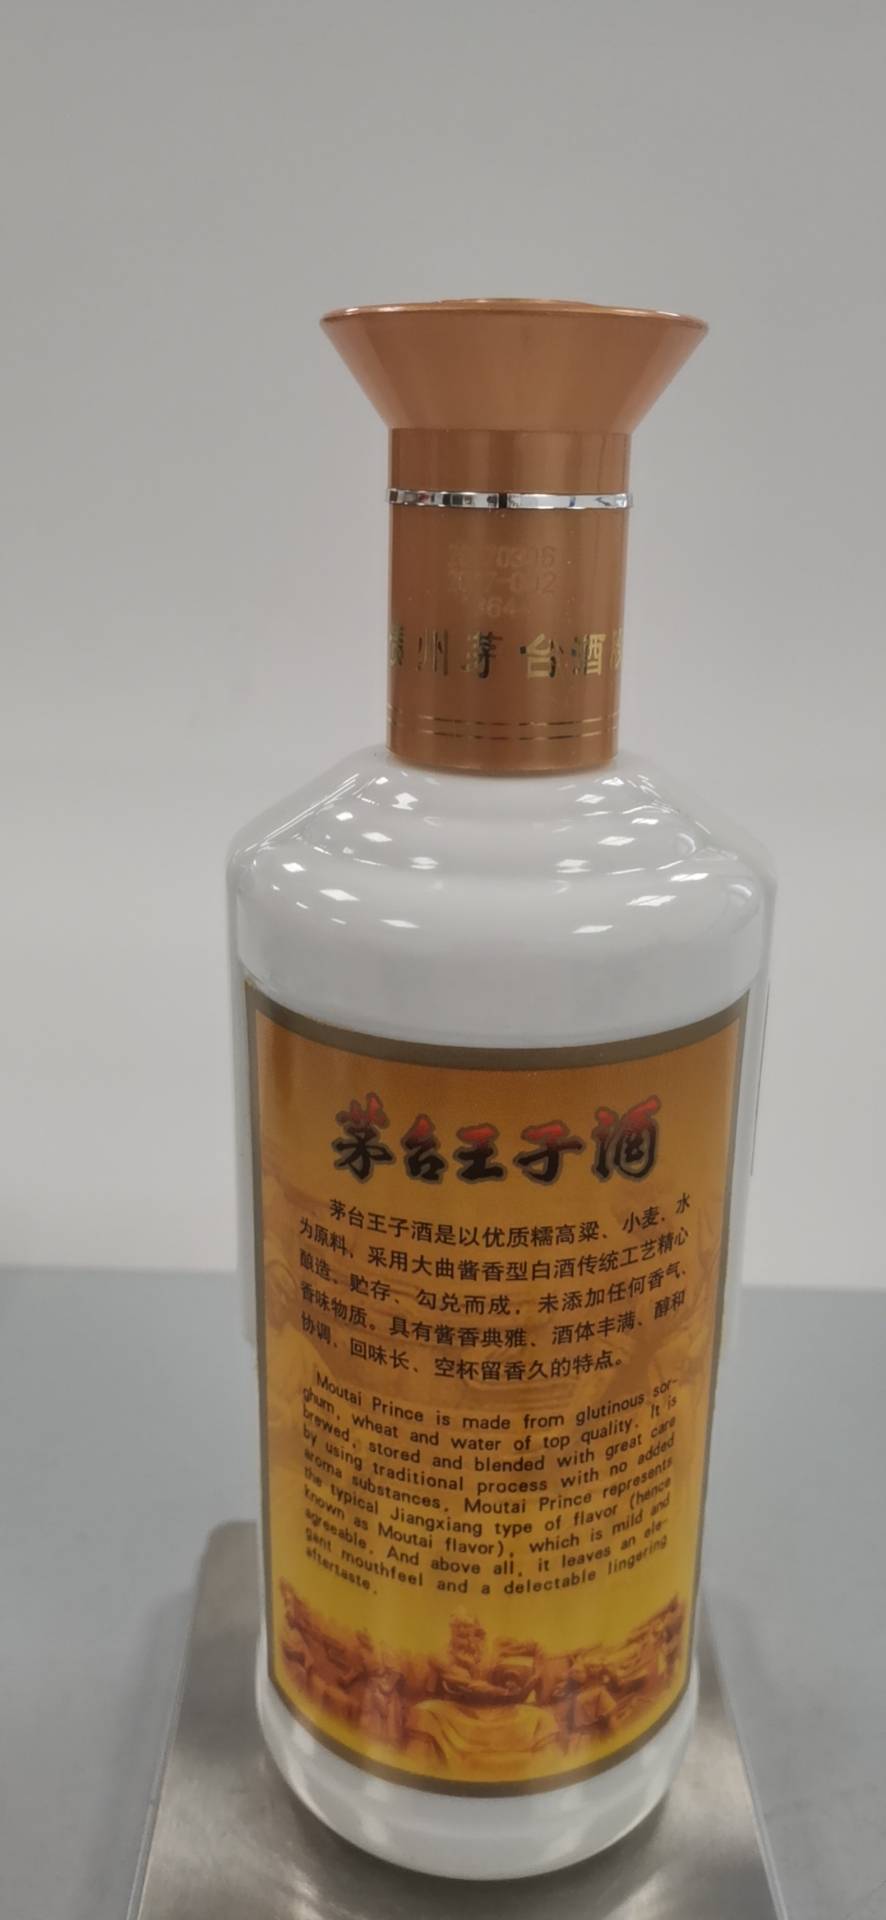 州茅台酒
茅台王子酒
茅台王子酒是以优质糯高粱、小麦、水
为原料，采用大曲酱香型白酒传统工艺精心
酿造、贮存、勾兑而成，未添加任何香气、
香味物质。具有酱香典雅、酒体丰满、醇和
协调、回味长、空杯留香久的特点。
Moutai Prince is made from glutinous sor-
ghum, wheat and water of top quality. It is
brewed, stored and blended with great care
by using traditional process with no added
aroma substances. Moutai Prince represents
the typical Jiangxiang type of flavor (hence
known as Moutai flavor), which is mild and
agreeable. And above all, it leaves an ele-
gant mouthfeel and a delectable lingering
aftertaste.